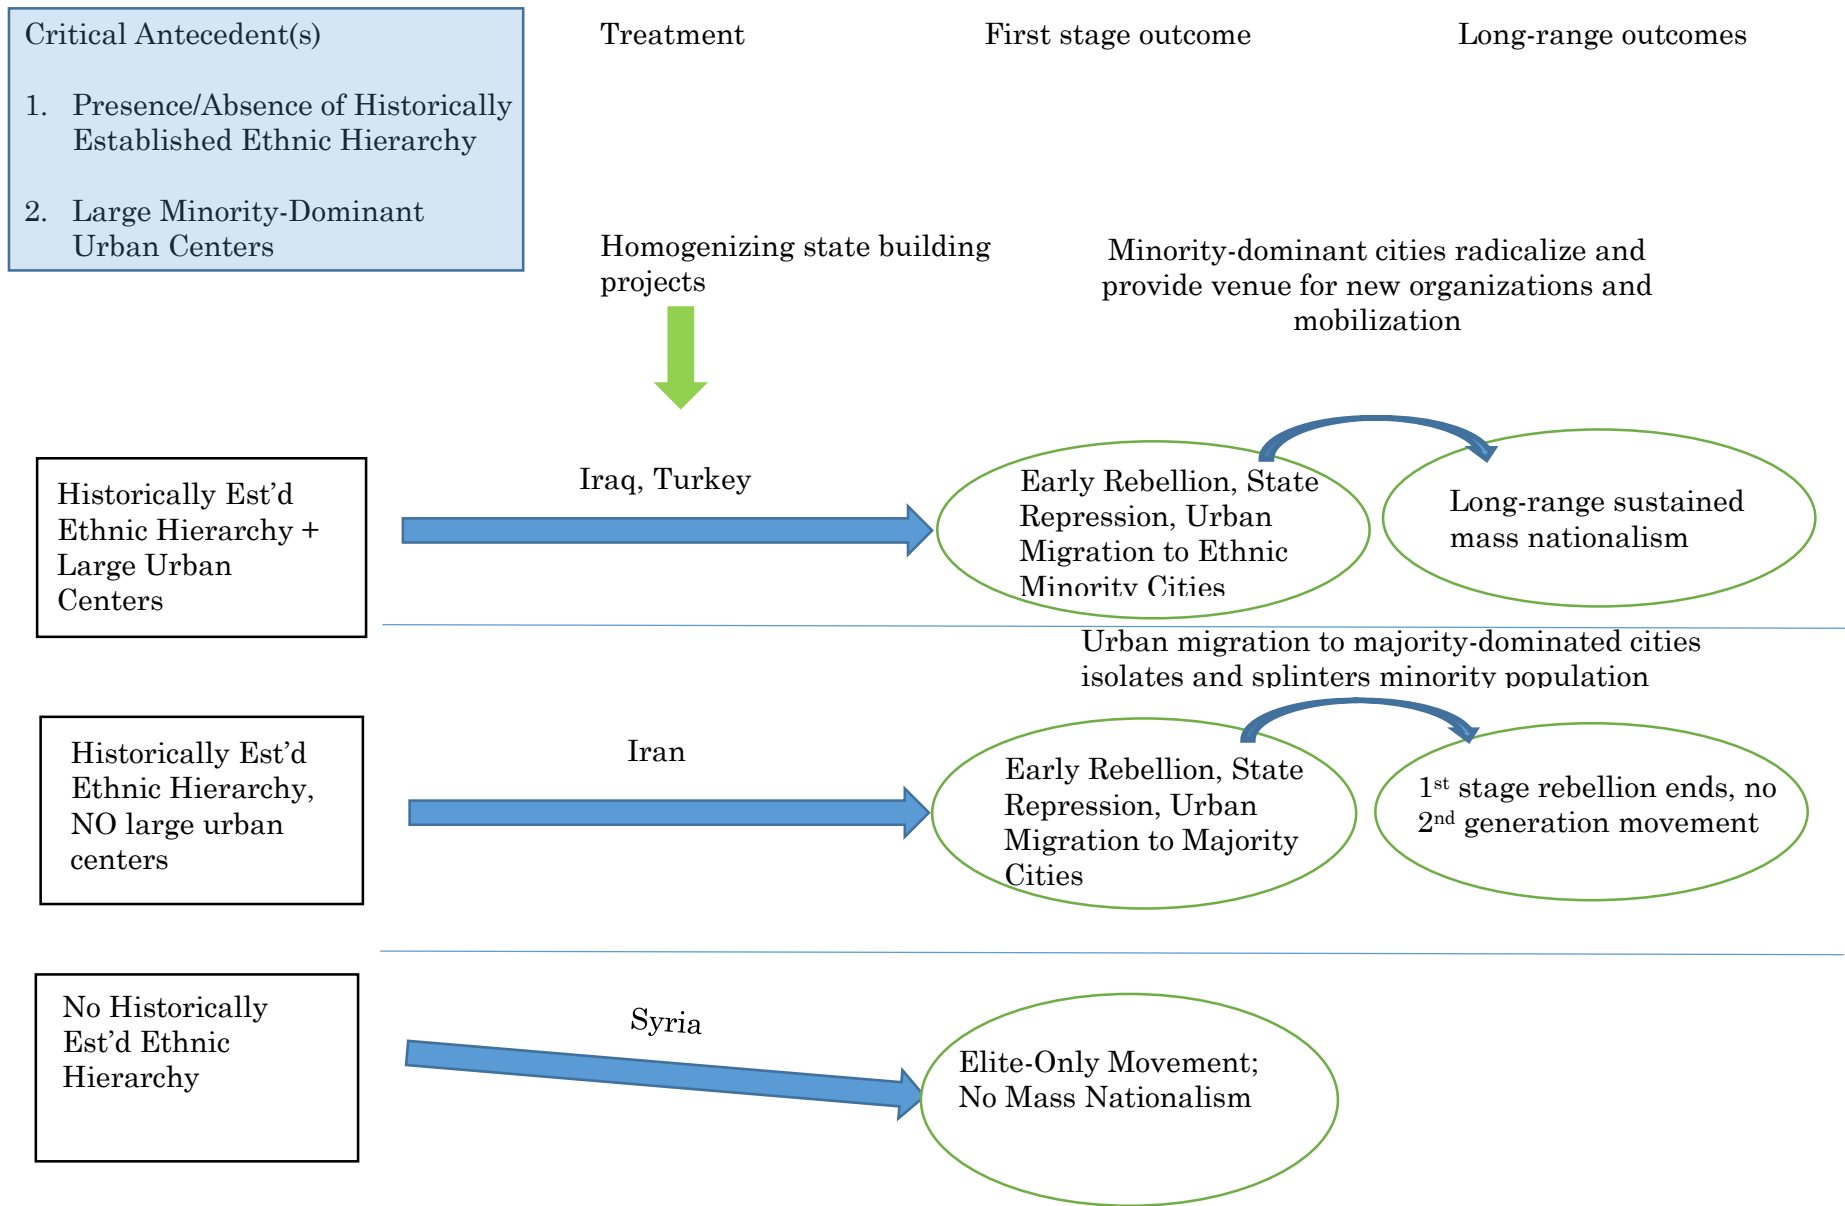 Critical Antecedent(s)
1. Presence/Absence of Historically
Established Ethnic Hierarchy
2. Large Minority-Dominant
Urban Centers
Treatment
First stage outcome
Long-range outcomes
Homogenizing state building
projects
Minority-dominant cities radicalize and
provide venue for new organizations and
mobilization
Historically Est’d
Ethnic Hierarchy +
Large Urban
Centers
Iraq, Turkey
Early Rebellion, State
Repression, Urban
Migration to Ethnic
Minority Cities
Long-range sustained
mass nationalism
Urban migration to majority-dominated cities
isolates and splinters minority population
Historically Est’d
Ethnic Hierarchy,
NO large urban
centers
Iran
Early Rebellion, State
Repression, Urban
Migration to Majority
Cities
1st stage rebellion ends, no
2nd generation movement
No Historically
Est’d Ethnic
Hierarchy
Syria
Elite-Only Movement;
No Mass Nationalism